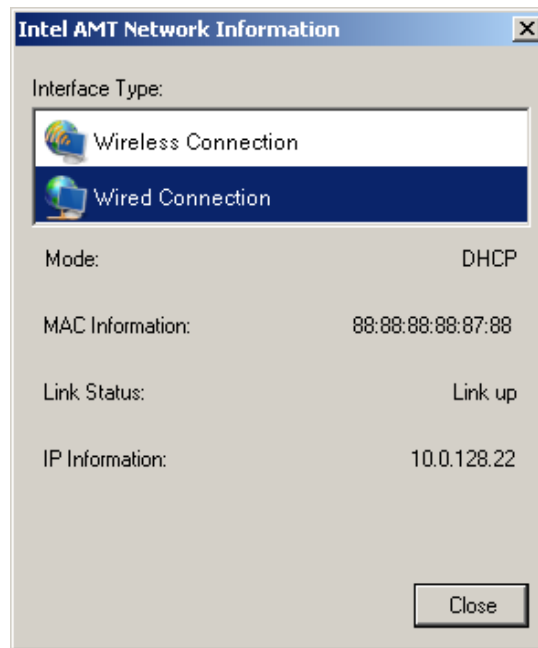 Intel AMT Network Information
Interface Type:
Wireless Connection
Wired Connection
Mode: DHCP
MAC Information: 88:88:88:88:87:88
Link Status: Link up
IP Information: 10.0.128.22
Close